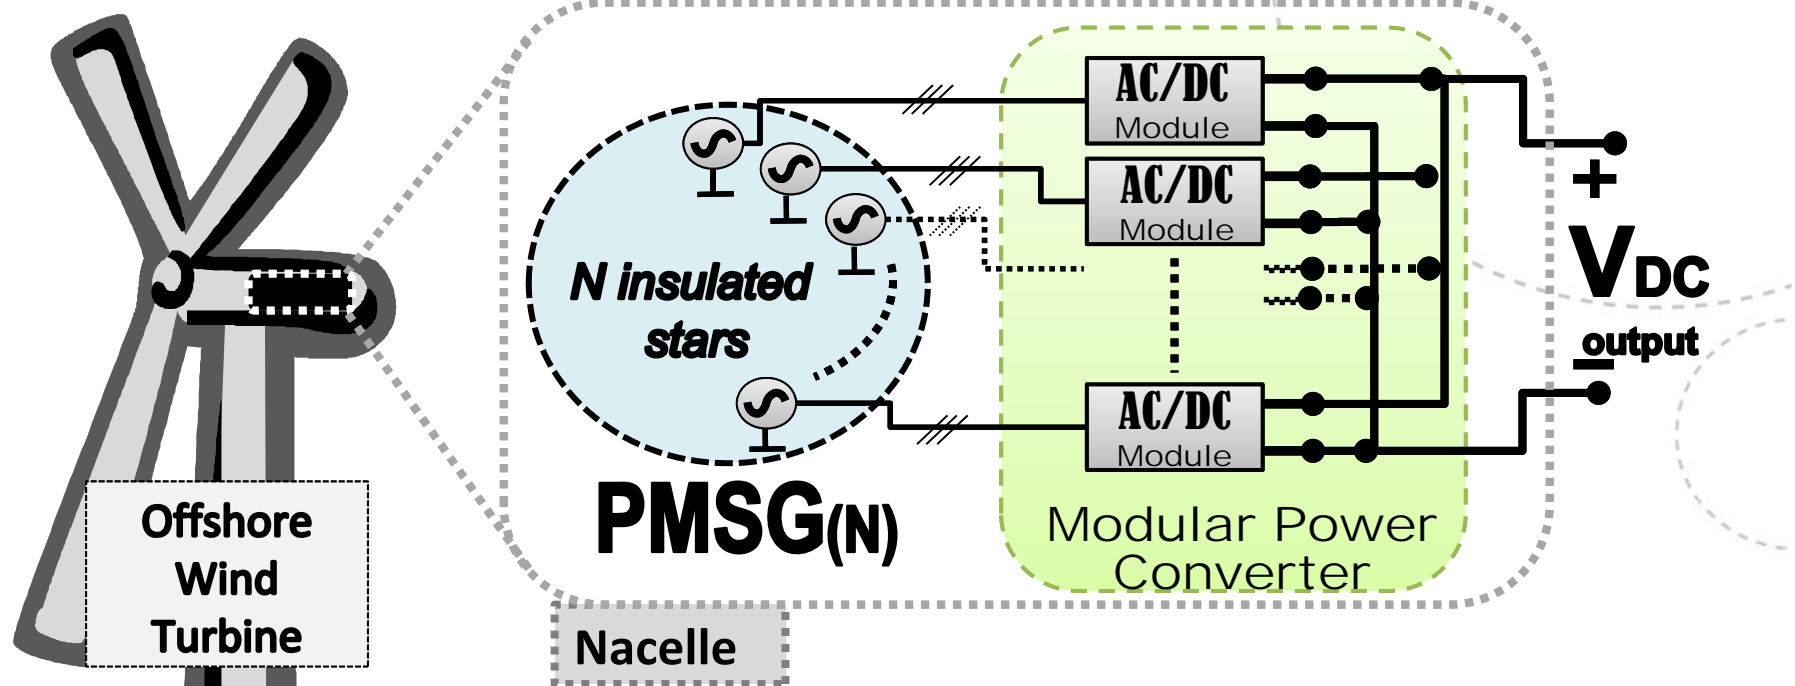 AC/DC
Module
AC/DC
Module
N insulated
stars
+
VDC
output
−
AC/DC
Module
PMSG(N)
Modular Power
Converter
Offshore
Wind
Turbine
Nacelle